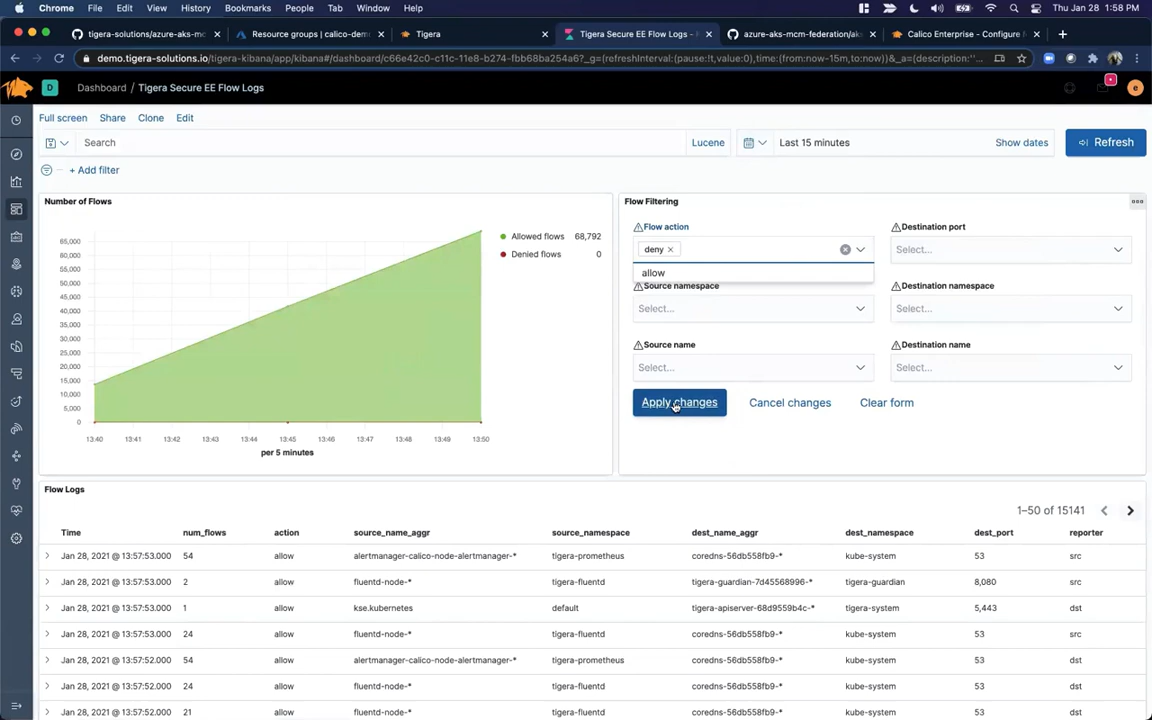 Chrome File Edit View History Bookmarks People Tab Window Help Thu Jan 28 1:58 PM
tigera-solutions/azure-aks-mc Resource groups | calico-dem Tigera Tigera Secure EE Flow Logs - azure-aks-mcm-federation/aks Calico Enterprise - Configure
demo.tigera-solutions.io/tigera-kibana/app/kibana#/dashboard/c66e42c0-c11c-11e8-b274-fbb68ba254a6?_g=(refreshInterval:(pause:!t,value:0),time:(from:now-15m,to:now))&_a=(description:''...
D Dashboard / Tigera Secure EE Flow Logs e
Full screen Share Clone Edit
Search Lucene Last 15 minutes Show dates Refresh
+ Add filter
Number of Flows
65,000
60,000
55,000
50,000
45,000
40,000
35,000
30,000
25,000
20,000
15,000
10,000
5,000
0
13:40 13:41 13:42 13:43 13:44 13:45 13:46 13:47 13:48 13:49 13:50
per 5 minutes
Allowed flows 68,792
Denied flows 0
Flow Filtering
Flow action Destination port
deny Select...
allow
Source namespace Destination namespace
Select... Select...
Source name Destination name
Select... Select...
Apply changes Cancel changes Clear form
Flow Logs
1–50 of 15141
Time num_flows action source_name_aggr source_namespace dest_name_aggr dest_namespace dest_port reporter
Jan 28, 2021 @ 13:57:53.000 54 allow alertmanager-calico-node-alertmanager-* tigera-prometheus coredns-56db558fb9-* kube-system 53 src
Jan 28, 2021 @ 13:57:53.000 2 allow fluentd-node-* tigera-fluentd tigera-guardian-7d45568996-* tigera-guardian 8,080 src
Jan 28, 2021 @ 13:57:53.000 1 allow kse.kubernetes default tigera-apiserver-68d9559b4c-* tigera-system 5,443 dst
Jan 28, 2021 @ 13:57:53.000 24 allow fluentd-node-* tigera-fluentd coredns-56db558fb9-* kube-system 53 src
Jan 28, 2021 @ 13:57:52.000 54 allow alertmanager-calico-node-alertmanager-* tigera-prometheus coredns-56db558fb9-* kube-system 53 dst
Jan 28, 2021 @ 13:57:52.000 24 allow fluentd-node-* tigera-fluentd coredns-56db558fb9-* kube-system 53 dst
Jan 28, 2021 @ 13:57:52.000 21 allow fluentd-node-* tigera-fluentd coredns-56db558fb9-* kube-system 53 dst